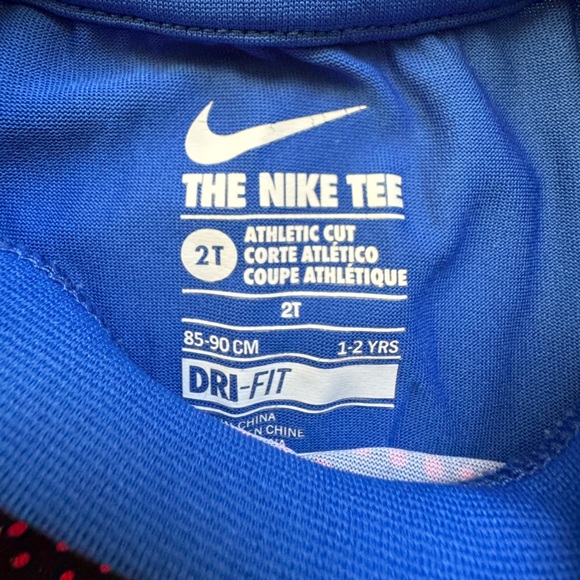 THE NIKE TEE
2T
ATHLETIC CUT
CORTE ATLÉTICO
COUPE ATHLÉTIQUE
2T
85-90 CM 1-2 YRS
DRI-FIT
CHINA
CHINE